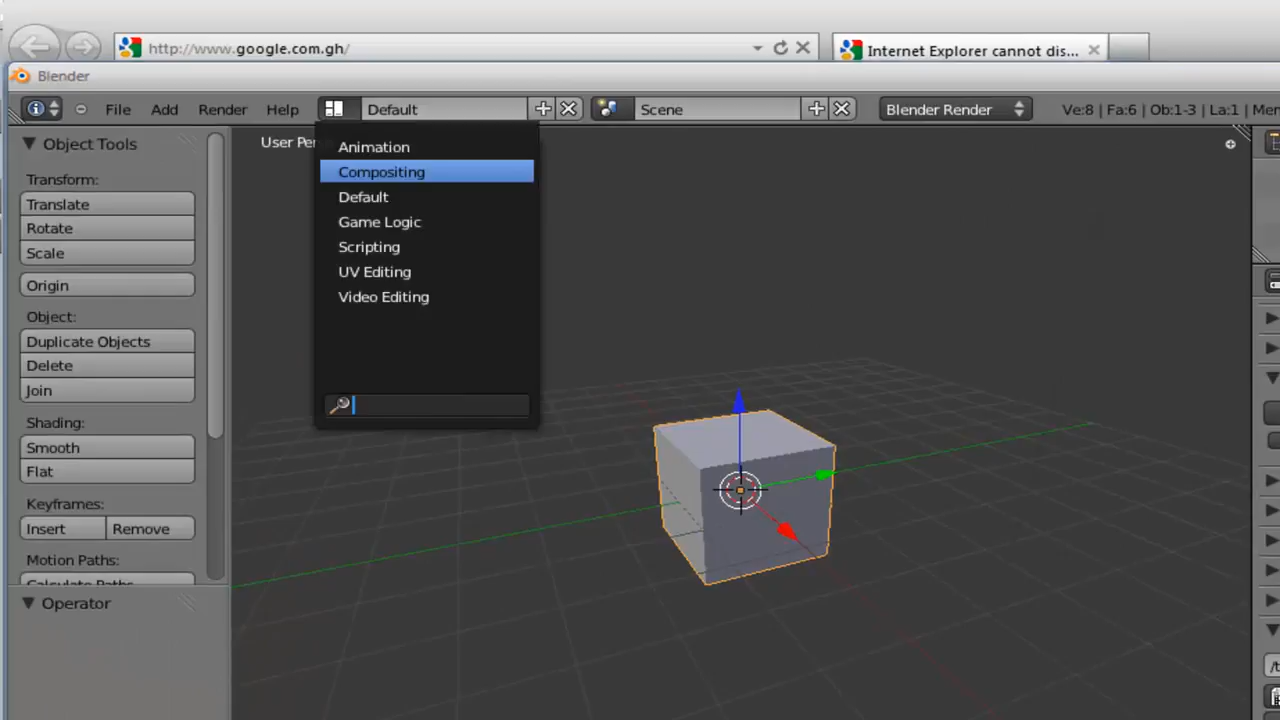 http://www.google.com.gh/
Internet Explorer cannot dis...
Blender
File Add Render Help Default Scene Blender Render Ve:8 | Fa:6 | Ob:1-3 | La:1 |
Object Tools
Transform:
Translate
Rotate
Scale
Origin
Object:
Duplicate Objects
Delete
Join
Shading:
Smooth
Flat
Keyframes:
Insert Remove
Motion Paths:
Calculate Paths
Operator
User
Animation
Compositing
Default
Game Logic
Scripting
UV Editing
Video Editing